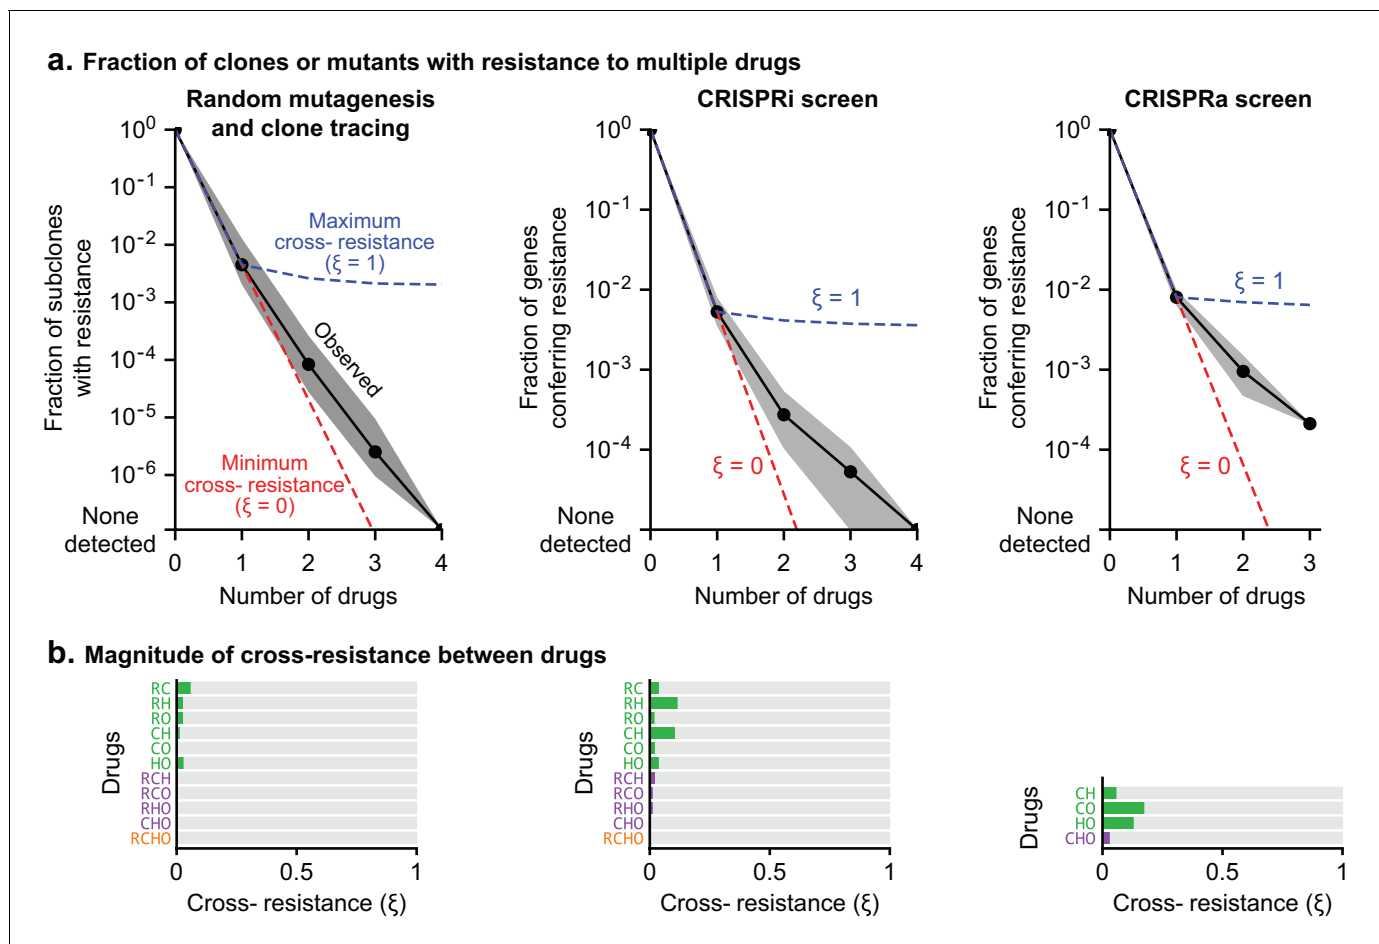 a. Fraction of clones or mutants with resistance to multiple drugs
Random mutagenesis
and clone tracing
10^0
10^-1
10^-2
10^-3
10^-4
10^-5
10^-6
None
detected
Fraction of subclones
with resistance
Maximum
cross- resistance
(ξ = 1)
Observed
Minimum
cross- resistance
(ξ = 0)
0 1 2 3 4
Number of drugs
CRISPRi screen
10^0
10^-1
10^-2
10^-3
10^-4
None
detected
Fraction of genes
conferring resistance
ξ = 1
ξ = 0
0 1 2 3 4
Number of drugs
CRISPRa screen
10^0
10^-1
10^-2
10^-3
10^-4
None
detected
Fraction of genes
conferring resistance
ξ = 1
ξ = 0
0 1 2 3
Number of drugs
b. Magnitude of cross-resistance between drugs
Drugs
RC
RH
RO
CH
CO
HO
RCH
RCO
RHO
CHO
RCHO
0 0.5 1
Cross- resistance (ξ)
Drugs
RC
RH
RO
CH
CO
HO
RCH
RCO
RHO
CHO
RCHO
0 0.5 1
Cross- resistance (ξ)
Drugs
CH
CO
HO
CHO
0 0.5 1
Cross- resistance (ξ)